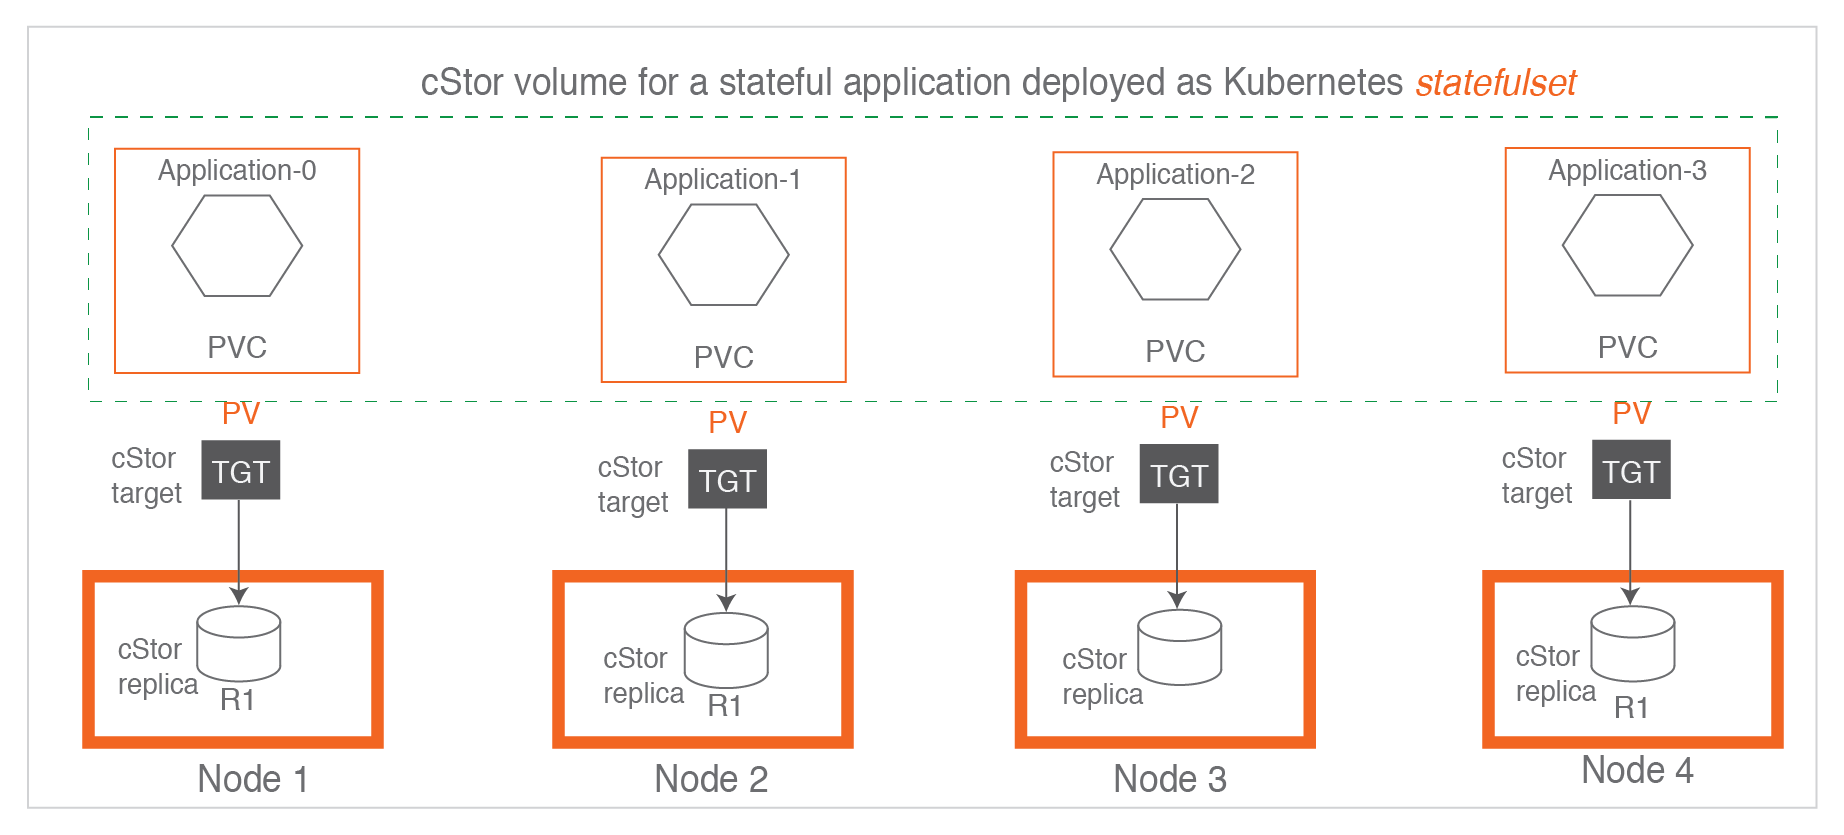 cStor volume for a stateful application deployed as Kubernetes statefulset
Application-0
PVC
Application-1
PVC
Application-2
PVC
Application-3
PVC
PV
cStor
target
TGT
PV
cStor
target
TGT
PV
cStor
target
TGT
PV
cStor
target
TGT
cStor
replica
R1
Node 1
cStor
replica
R1
Node 2
cStor
replica
Node 3
cStor
replica
R1
Node 4